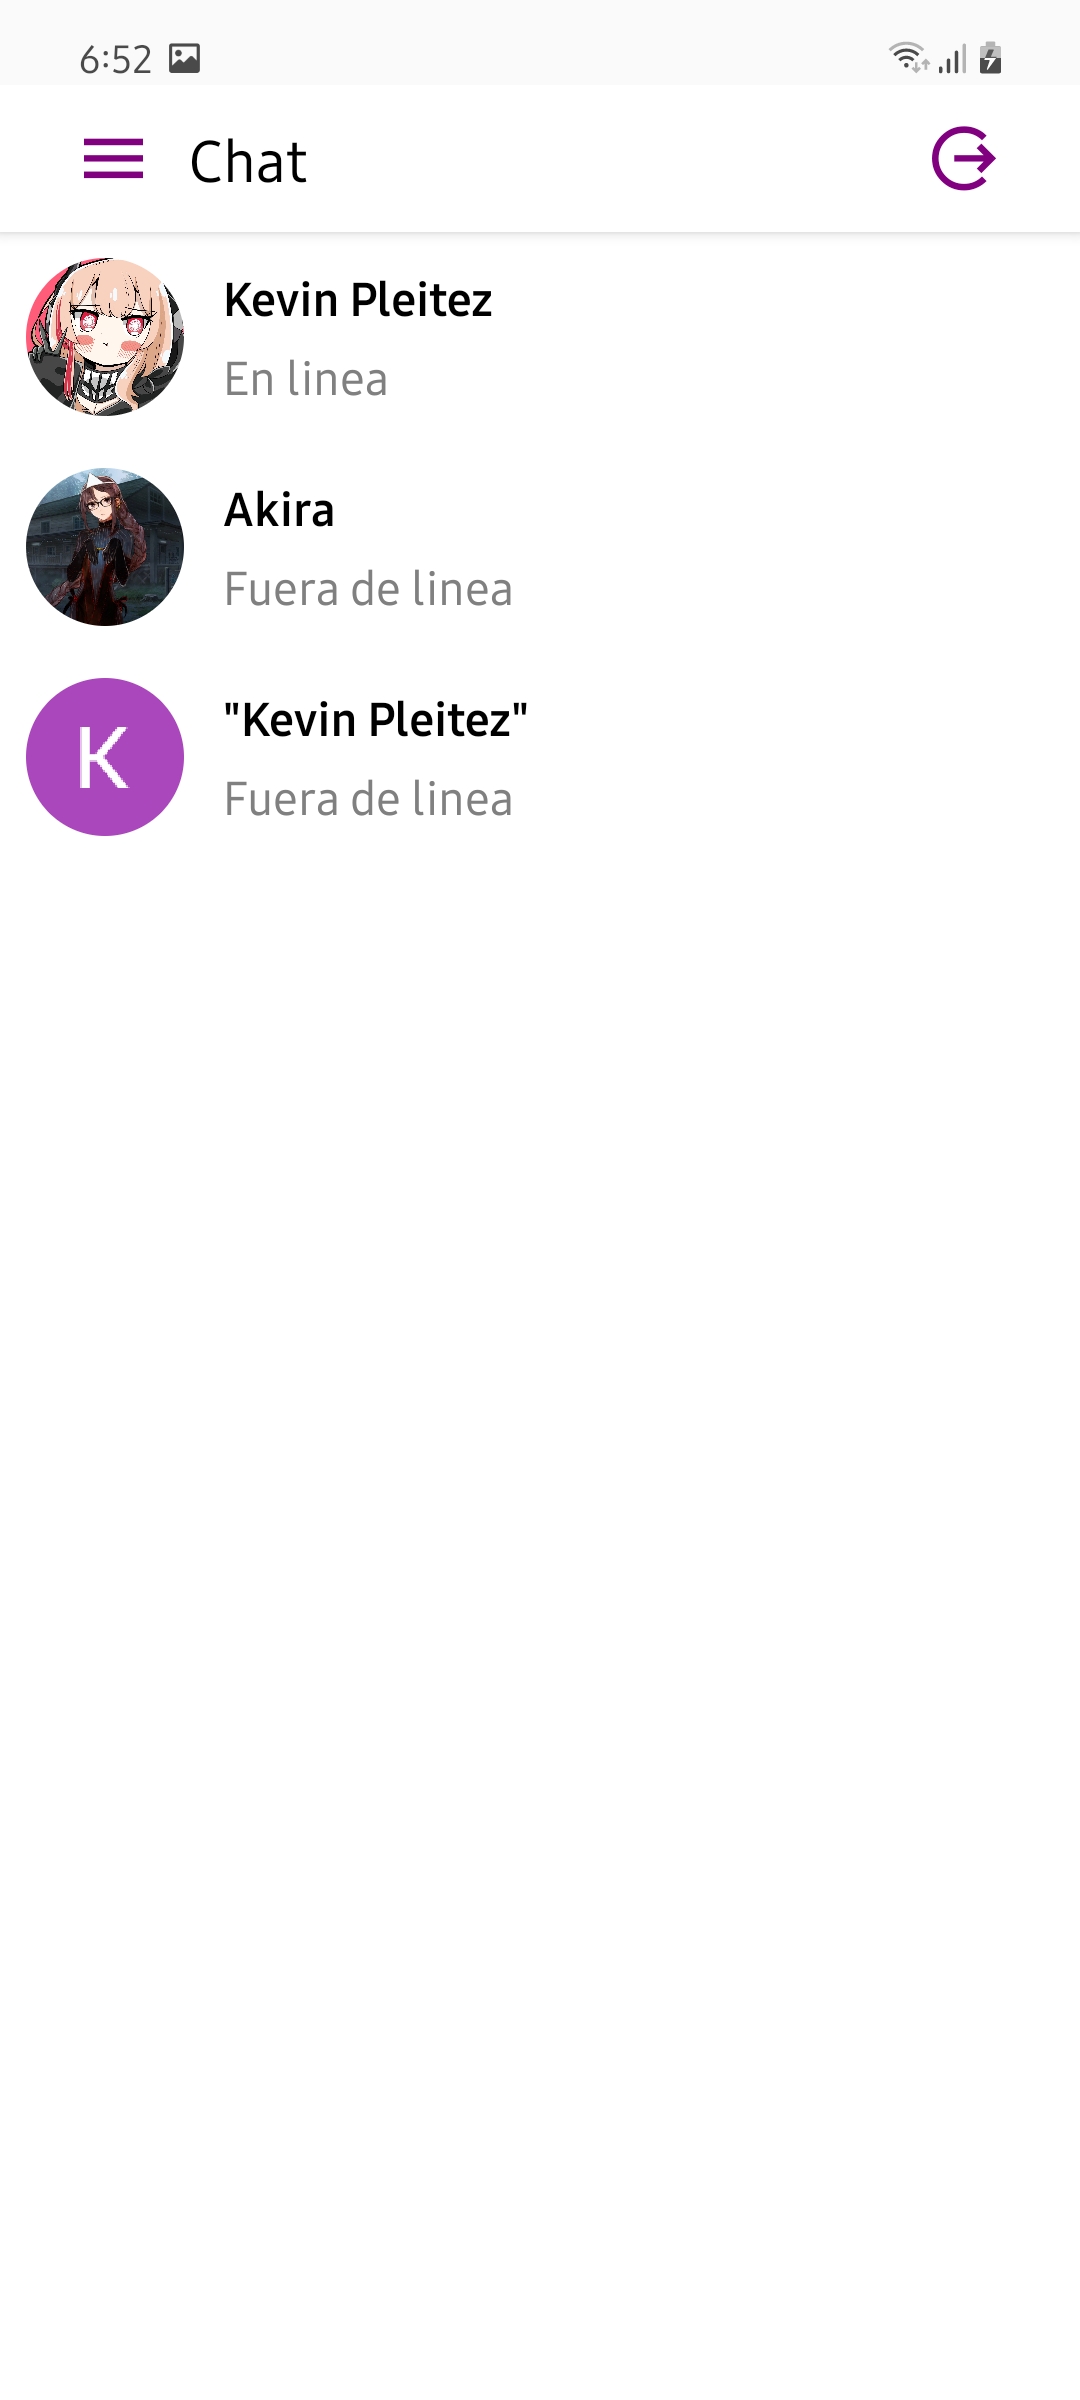 6:52
Chat
Kevin Pleitez
En linea
Akira
Fuera de linea
K
"Kevin Pleitez"
Fuera de linea